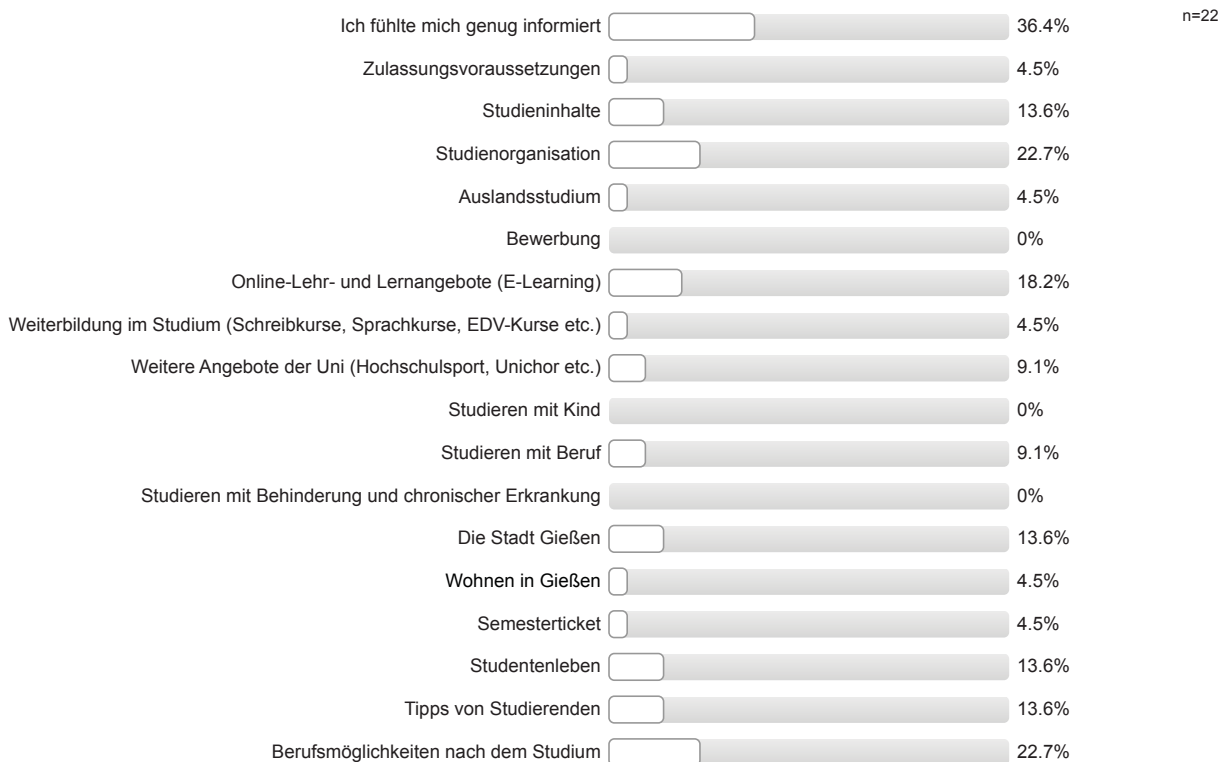 n=22
Ich fühlte mich genug informiert 36.4%
Zulassungsvoraussetzungen 4.5%
Studieninhalte 13.6%
Studienorganisation 22.7%
Auslandsstudium 4.5%
Bewerbung 0%
Online-Lehr- und Lernangebote (E-Learning) 18.2%
Weiterbildung im Studium (Schreibkurse, Sprachkurse, EDV-Kurse etc.) 4.5%
Weitere Angebote der Uni (Hochschulsport, Unichor etc.) 9.1%
Studieren mit Kind 0%
Studieren mit Beruf 9.1%
Studieren mit Behinderung und chronischer Erkrankung 0%
Die Stadt Gießen 13.6%
Wohnen in Gießen 4.5%
Semesterticket 4.5%
Studentenleben 13.6%
Tipps von Studierenden 13.6%
Berufsmöglichkeiten nach dem Studium 22.7%